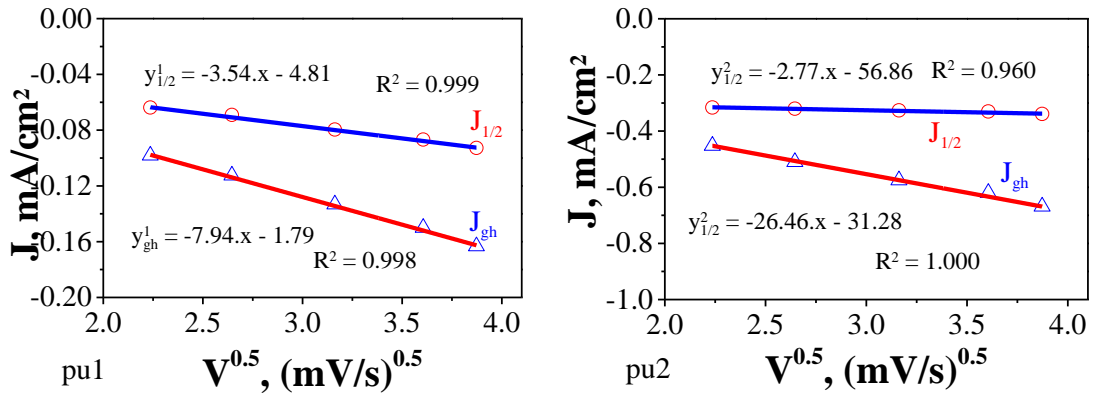 0.00
-0.04
-0.08
-0.12
-0.16
-0.20
J, mA/cm²
y¹₁/₂ = -3.54.x - 4.81
R² = 0.999
J₁/₂
J_gh
y¹_gh = -7.94.x - 1.79
R² = 0.998
2.0 2.5 3.0 3.5 4.0
pu1
V^0.5, (mV/s)^0.5
0.0
-0.2
-0.4
-0.6
-0.8
-1.0
J, mA/cm²
y²₁/₂ = -2.77.x - 56.86
R² = 0.960
J₁/₂
J_gh
y²₁/₂ = -26.46.x - 31.28
R² = 1.000
2.0 2.5 3.0 3.5 4.0
pu2
V^0.5, (mV/s)^0.5